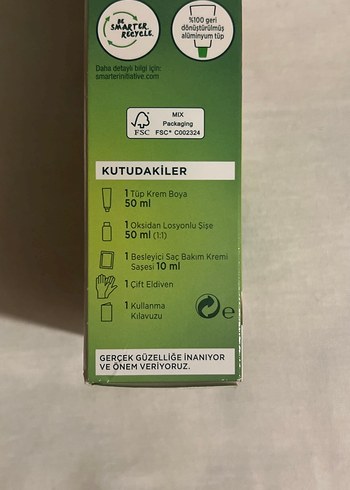 BE
SMARTER.
RECYCLE.
%100 geri
dönüştürülmüş
alüminyum tüp
Daha detaylı bilgi için:
smarterinitiative.com
FSC
MIX
Packaging
FSC® C002324
KUTUDAKİLER
1 Tüp Krem Boya
50 ml
1 Oksidan Losyonlu Şişe
50 ml (1:1)
1 Besleyici Saç Bakım Kremi
Saşesi 10 ml
1 Çift Eldiven
1 Kullanma
Kılavuzu
e
GERÇEK GÜZELLİĞE İNANIYOR
VE ÖNEM VERİYORUZ.